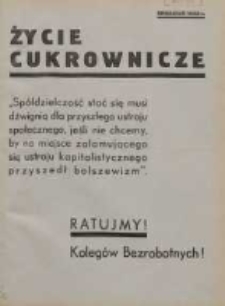 ŻYCIE
CUKROWNICZE
„Spółdzielczość stać się musi
dźwignią dla przyszłego ustroju
społecznego, jeśli nie chcemy,
by na miejsce załamującego
się ustroju kapitalistycznego
przyszedł bolszewizm”.
RATUJMY!
Kolegów Bezrobotnych!